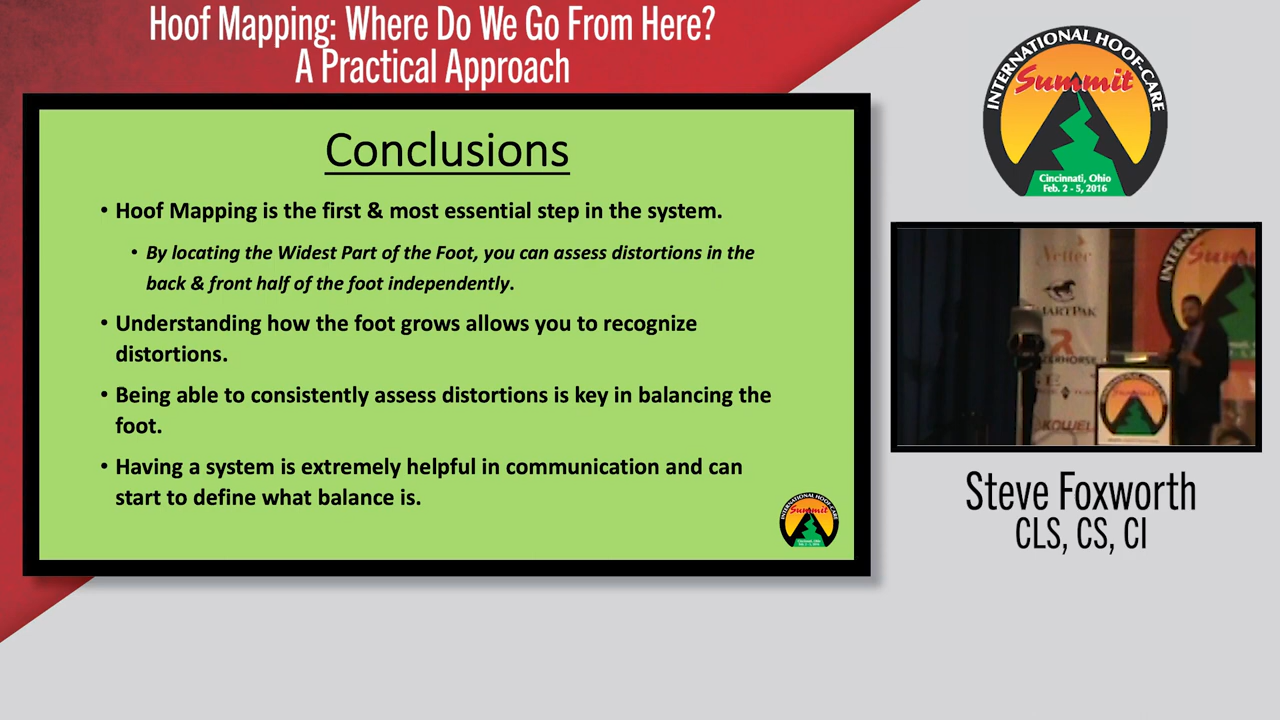 Hoof Mapping: Where Do We Go From Here?
A Practical Approach
Conclusions
• Hoof Mapping is the first & most essential step in the system.
• By locating the Widest Part of the Foot, you can assess distortions in the
back & front half of the foot independently.
• Understanding how the foot grows allows you to recognize
distortions.
• Being able to consistently assess distortions is key in balancing the
foot.
• Having a system is extremely helpful in communication and can
start to define what balance is.
INTERNATIONAL HOOF-CARE
Summit
INTERNATIONAL HOOF-CARE
Summit
Cincinnati, Ohio
Feb. 2 - 5, 2016
Vettec
Steve Foxworth
CLS, CS, CI